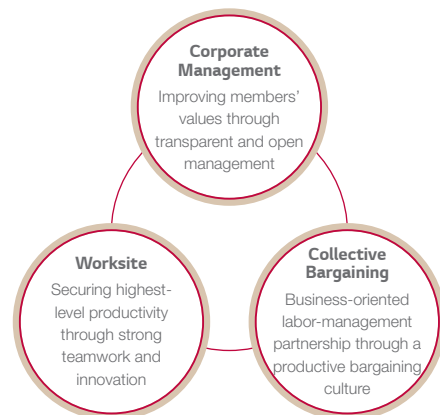 Corporate
Management
Improving members'
values through
transparent and open
management
Worksite
Securing highest-
level productivity
through strong
teamwork and
innovation
Collective
Bargaining
Business-oriented
labor-management
partnership through a
productive bargaining
culture